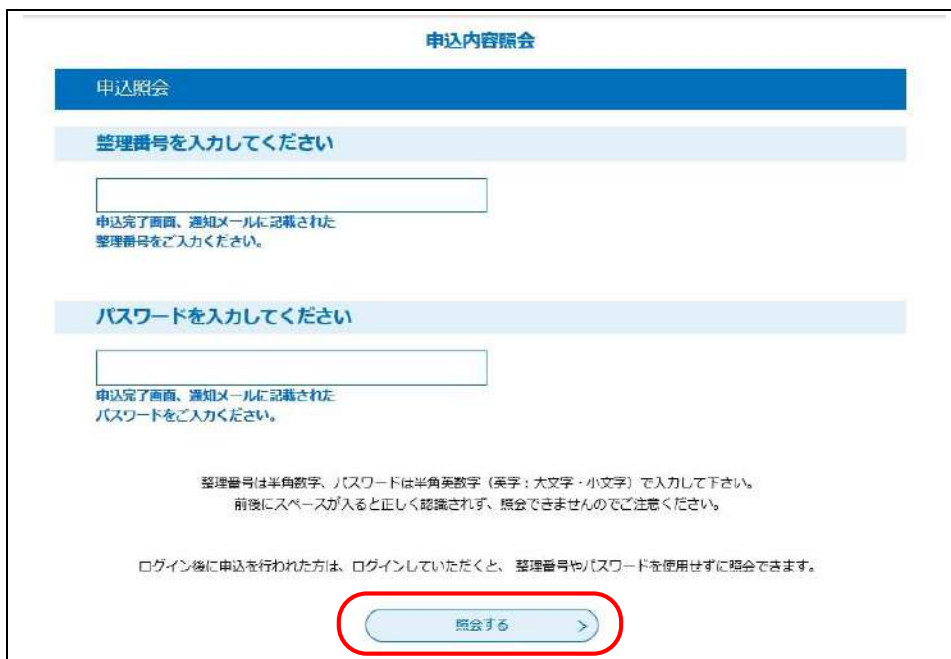 申込内容照会
申込照会
整理番号を入力してください
申込完了画面、通知メールに記載された
整理番号をご入力ください。
パスワードを入力してください
申込完了画面、通知メールに記載された
パスワードをご入力ください。
整理番号は半角数字、パスワードは半角英数字（英字：大文字・小文字）で入力して下さい。
前後にスペースが入ると正しく認識されず、照会できませんのでご注意ください。
ログイン後に申込を行われた方は、ログインしていただくと、 整理番号やパスワードを使用せずに照会できます。
照会する